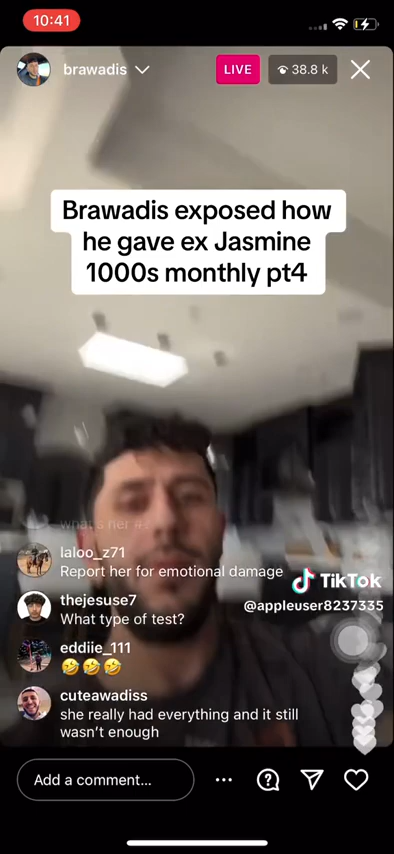 10:41
brawadis
LIVE
38.8 k
Brawadis exposed how
he gave ex Jasmine
1000s monthly pt4
what's her
laloo_z71
Report her for emotional damage
TikTok
@appleuser8237335
thejesuse7
What type of test?
eddiie_111
🤣🤣🤣
cuteawadiss
she really had everything and it still
wasn't enough
Add a comment...